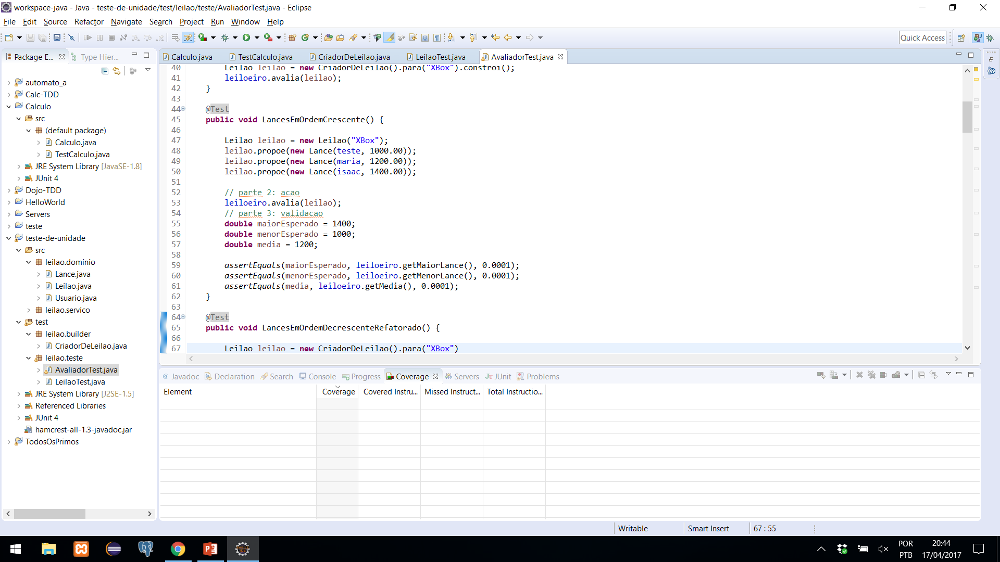 workspace-java - Java - teste-de-unidade/test/leilao/teste/AvaliadorTest.java - Eclipse
File Edit Source Refactor Navigate Search Project Run Window Help
Quick Access
Package E...
Type Hier...
automato_a
Calc-TDD
Calculo
src
(default package)
Calculo.java
TestCalculo.java
JRE System Library [JavaSE-1.8]
JUnit 4
Dojo-TDD
HelloWorld
Servers
teste
teste-de-unidade
src
leilao.dominio
Lance.java
Leilao.java
Usuario.java
leilao.servico
test
leilao.builder
CriadorDeLeilao.java
leilao.teste
AvaliadorTest.java
LeilaoTest.java
JRE System Library [J2SE-1.5]
Referenced Libraries
JUnit 4
hamcrest-all-1.3-javadoc.jar
TodosOsPrimos
Calculo.java TestCalculo.java CriadorDeLeilao.java LeilaoTest.java AvaliadorTest.java
40 Leilao leilao = new CriadorDeLeilao().para("XBox").constroi();
41 leiloeiro.avalia(leilao);
42 }
43
44 @Test
45 public void LancesEmOrdemCrescente() {
46
47 Leilao leilao = new Leilao("XBox");
48 leilao.propoe(new Lance(teste, 1000.00));
49 leilao.propoe(new Lance(maria, 1200.00));
50 leilao.propoe(new Lance(isaac, 1400.00));
51
52 // parte 2: acao
53 leiloeiro.avalia(leilao);
54 // parte 3: validacao
55 double maiorEsperado = 1400;
56 double menorEsperado = 1000;
57 double media = 1200;
58
59 assertEquals(maiorEsperado, leiloeiro.getMaiorLance(), 0.0001);
60 assertEquals(menorEsperado, leiloeiro.getMenorLance(), 0.0001);
61 assertEquals(media, leiloeiro.getMedia(), 0.0001);
62 }
63
64 @Test
65 public void LancesEmOrdemDecrescenteRefatorado() {
66
67 Leilao leilao = new CriadorDeLeilao().para("XBox")
@ Javadoc Declaration Search Console Progress Coverage Servers JUnit Problems
Element Coverage Covered Instru... Missed Instruct... Total Instructio...
Writable Smart Insert 67 : 55
POR
PTB
20:44
17/04/2017